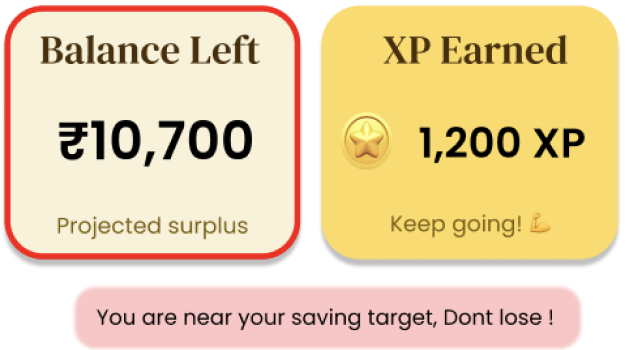 Balance Left
₹10,700
Projected surplus
XP Earned
1,200 XP
Keep going! 💪
You are near your saving target, Dont lose !